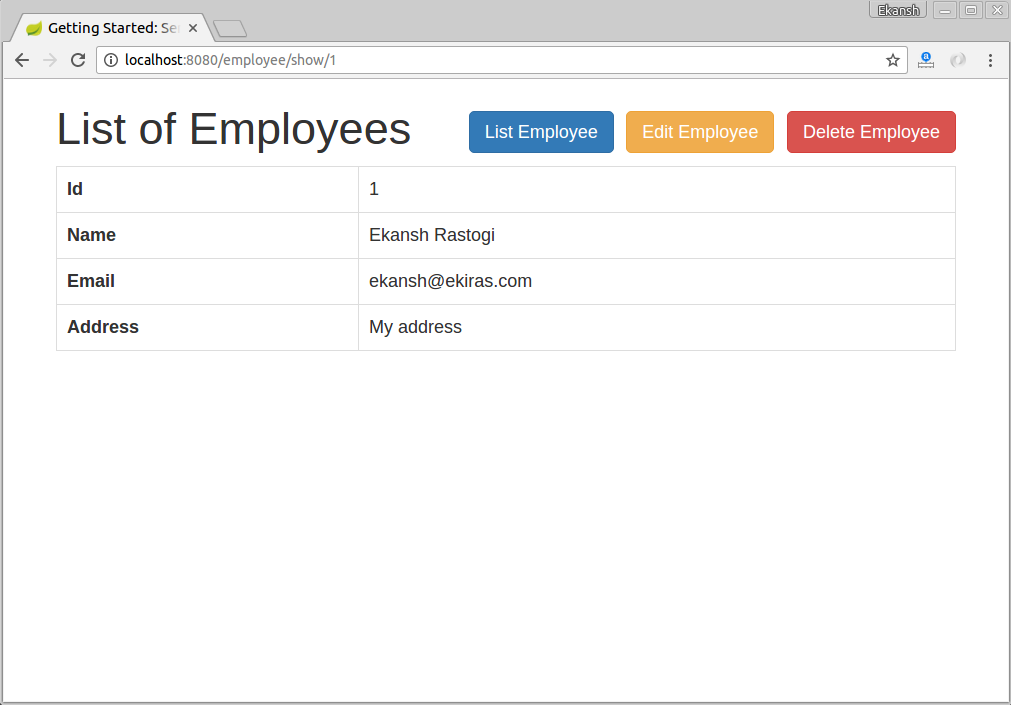 Ekansh
Getting Started: Se
localhost:8080/employee/show/1
List of Employees
List Employee Edit Employee Delete Employee
Id 1
Name Ekansh Rastogi
Email ekansh@ekiras.com
Address My address